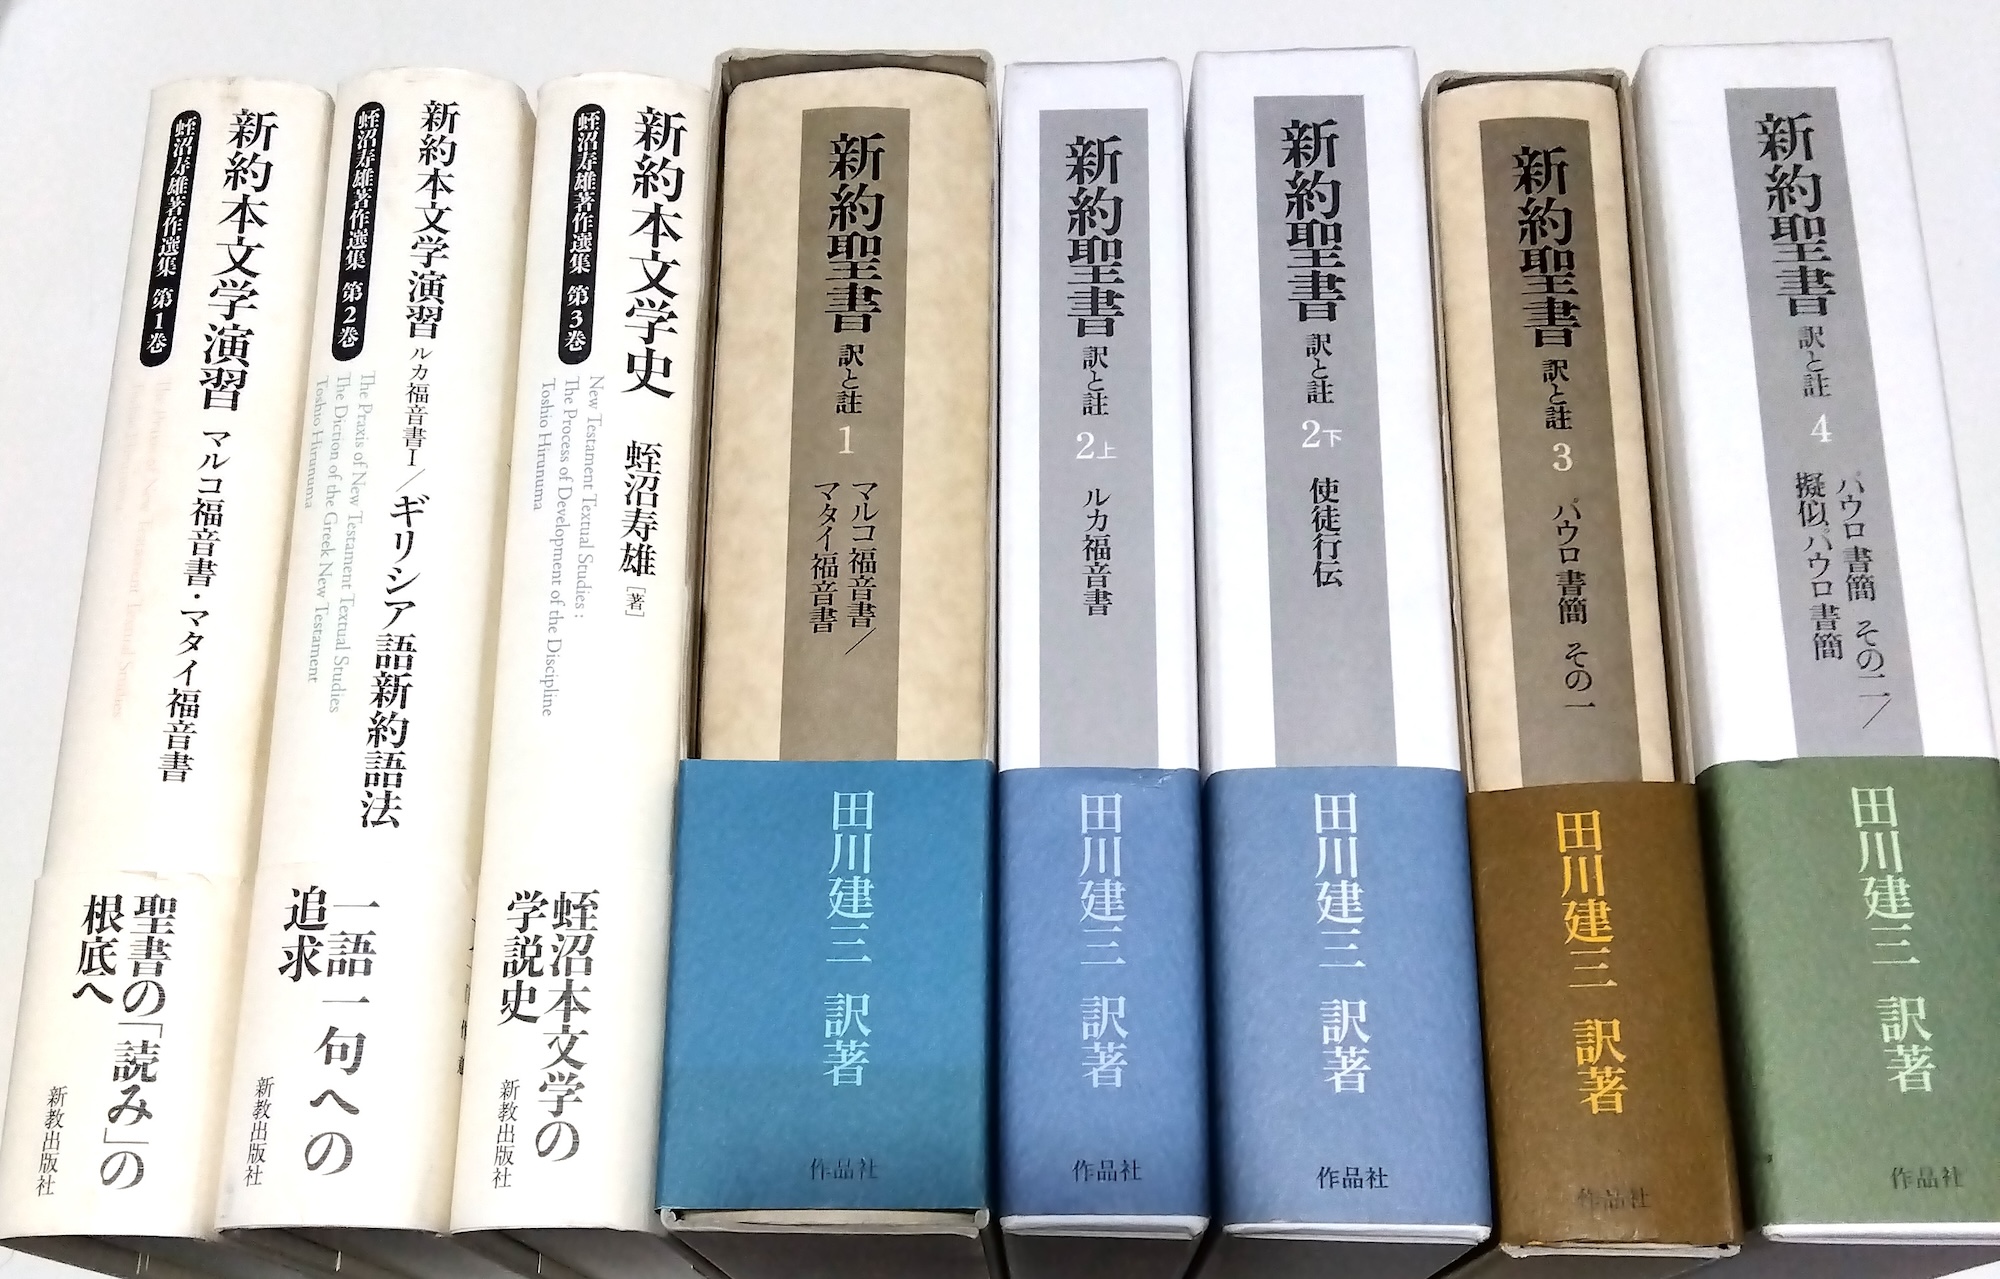 蛭沼寿雄著作選集 第1巻
新約本文学演習 マルコ福音書・マタイ福音書
聖書の「読み」の
根底へ
新教出版社
蛭沼寿雄著作選集 第2巻
新約本文学演習 ルカ福音書I/ギリシア語新約語法
The Praxis of New Testament Textual Studies
The Diction of the Greek New Testament
Toshio Hirunuma
一語一句への
追求
新教出版社
蛭沼寿雄著作選集 第3巻
新約本文学史 蛭沼寿雄[著]
New Testament Textual Studies :
The Process of Development of the Discipline
Toshio Hirunuma
蛭沼本文学の
学説史
新教出版社
新約聖書 訳と註 1
マルコ福音書/
マタイ福音書
田川建三 訳著
作品社
新約聖書 訳と註 2上 ルカ福音書
田川建三 訳著
作品社
新約聖書 訳と註 2下 使徒行伝
田川建三 訳著
作品社
新約聖書 訳と註 3 パウロ書簡 その一
田川建三 訳著
作品社
新約聖書 訳と註 4
パウロ書簡 その二/
擬似パウロ書簡
田川建三 訳著
作品社